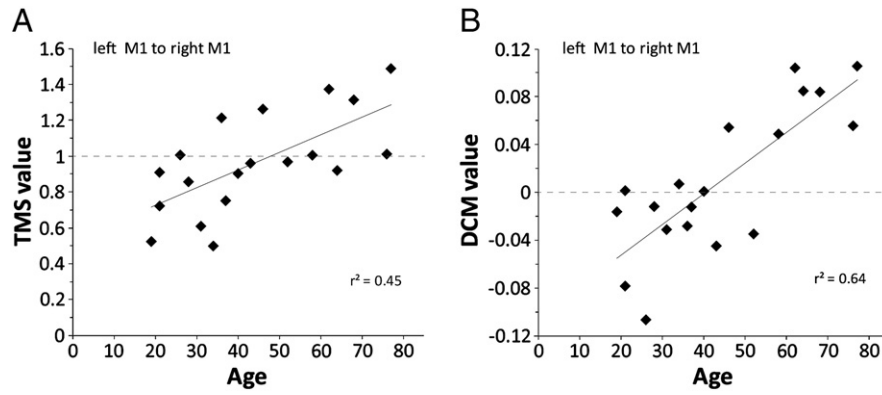 A
left M1 to right M1
TMS value
1.6
1.4
1.2
1
0.8
0.6
0.4
0.2
0
r² = 0.45
0 10 20 30 40 50 60 70 80
Age
B
left M1 to right M1
DCM value
0.12
0.08
0.04
0
-0.04
-0.08
-0.12
r² = 0.64
0 10 20 30 40 50 60 70 80
Age